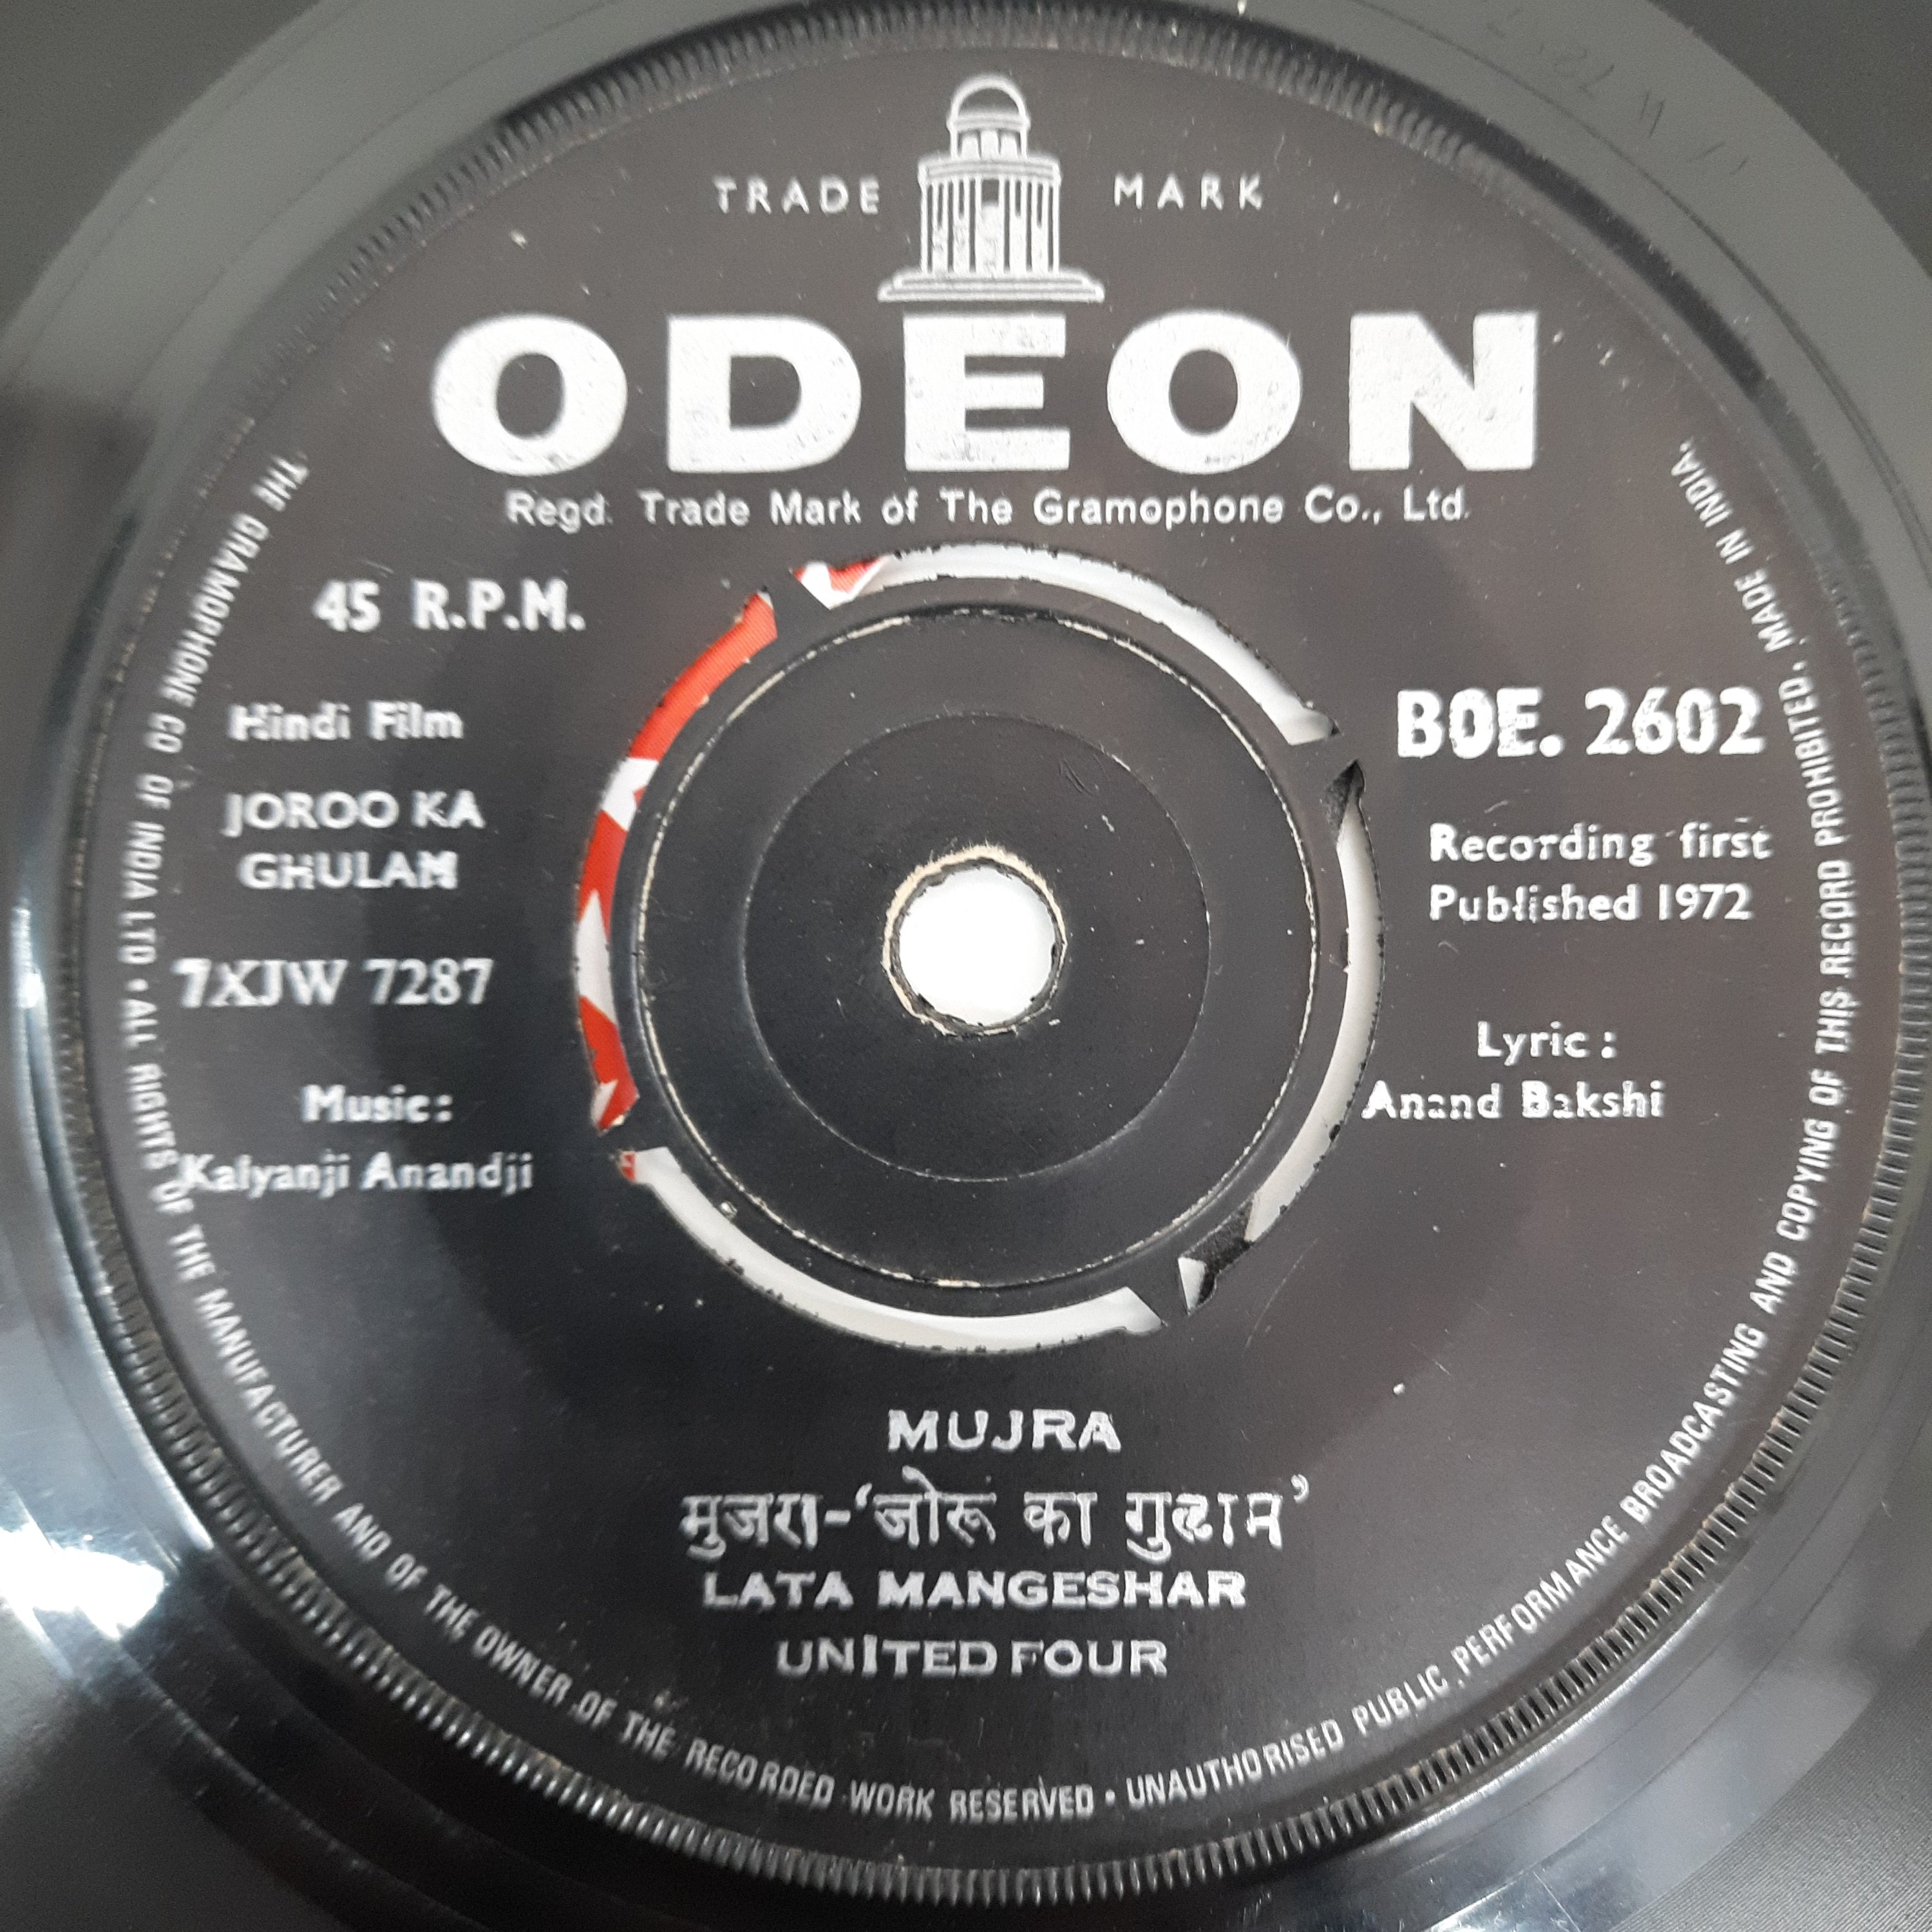 TRADE MARK
ODEON
Regd. Trade Mark of The Gramophone Co., Ltd.
45 R.P.M.
Hindi Film
JOROO KA
GHULAM
7XJW 7287
Music:
Kalyanji Anandji
BOE. 2602
Recording first
Published 1972
Lyric:
Anand Bakshi
MUJRA
मुजरा-‘जोरू का गुलाम’
LATA MANGESHAR
UNITED FOUR
THE GRAMOPHONE CO OF INDIA LTD • ALL RIGHTS OF THE MANUFACTURER AND OF THE OWNER OF THE RECORDED WORK RESERVED • UNAUTHORISED PUBLIC PERFORMANCE BROADCASTING AND COPYING OF THIS RECORD PROHIBITED. MADE IN INDIA.